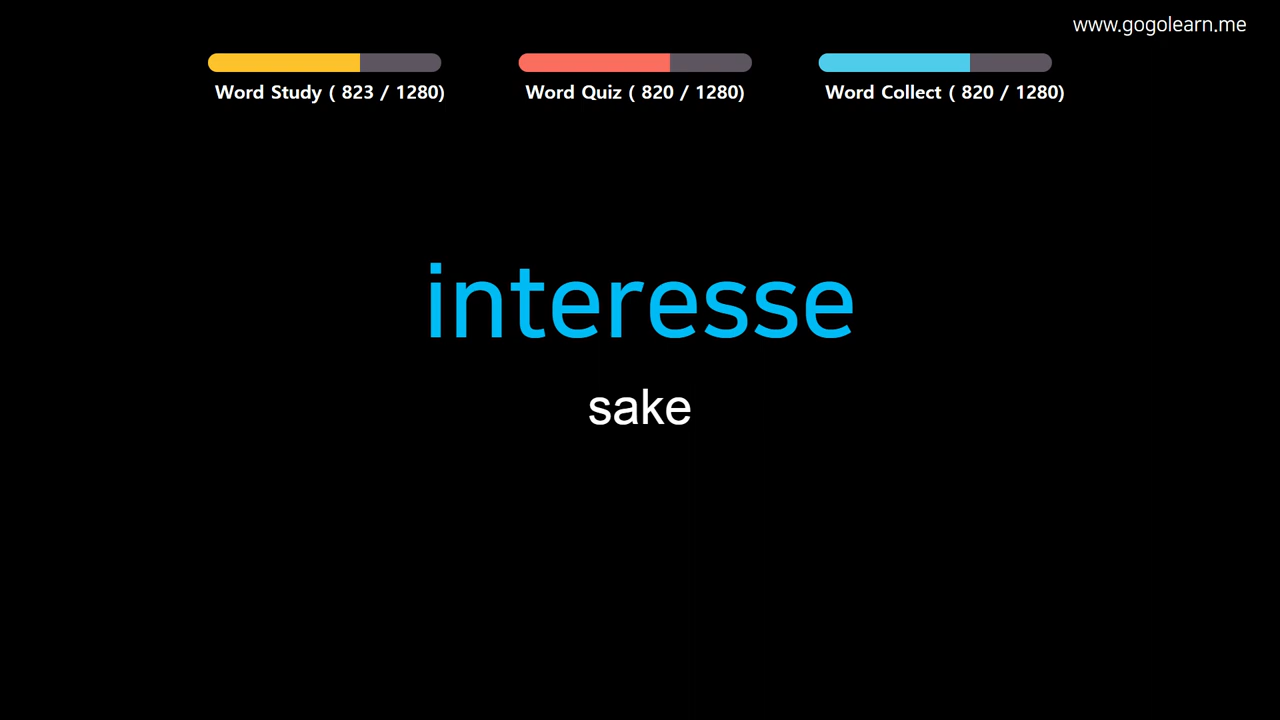 www.gogolearn.me
Word Study ( 823 / 1280)
Word Quiz ( 820 / 1280)
Word Collect ( 820 / 1280)
interesse
sake